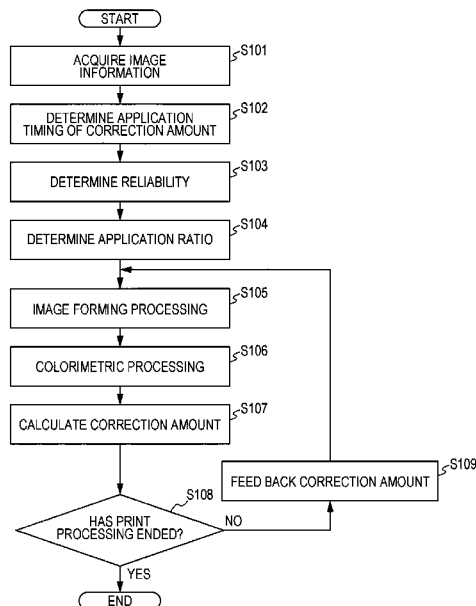 START
S101
ACQUIRE IMAGE
INFORMATION
S102
DETERMINE APPLICATION
TIMING OF CORRECTION AMOUNT
S103
DETERMINE RELIABILITY
S104
DETERMINE APPLICATION RATIO
S105
IMAGE FORMING PROCESSING
S106
COLORIMETRIC PROCESSING
S107
CALCULATE CORRECTION AMOUNT
S109
FEED BACK CORRECTION AMOUNT
S108
HAS PRINT
PROCESSING ENDED?
NO
YES
END